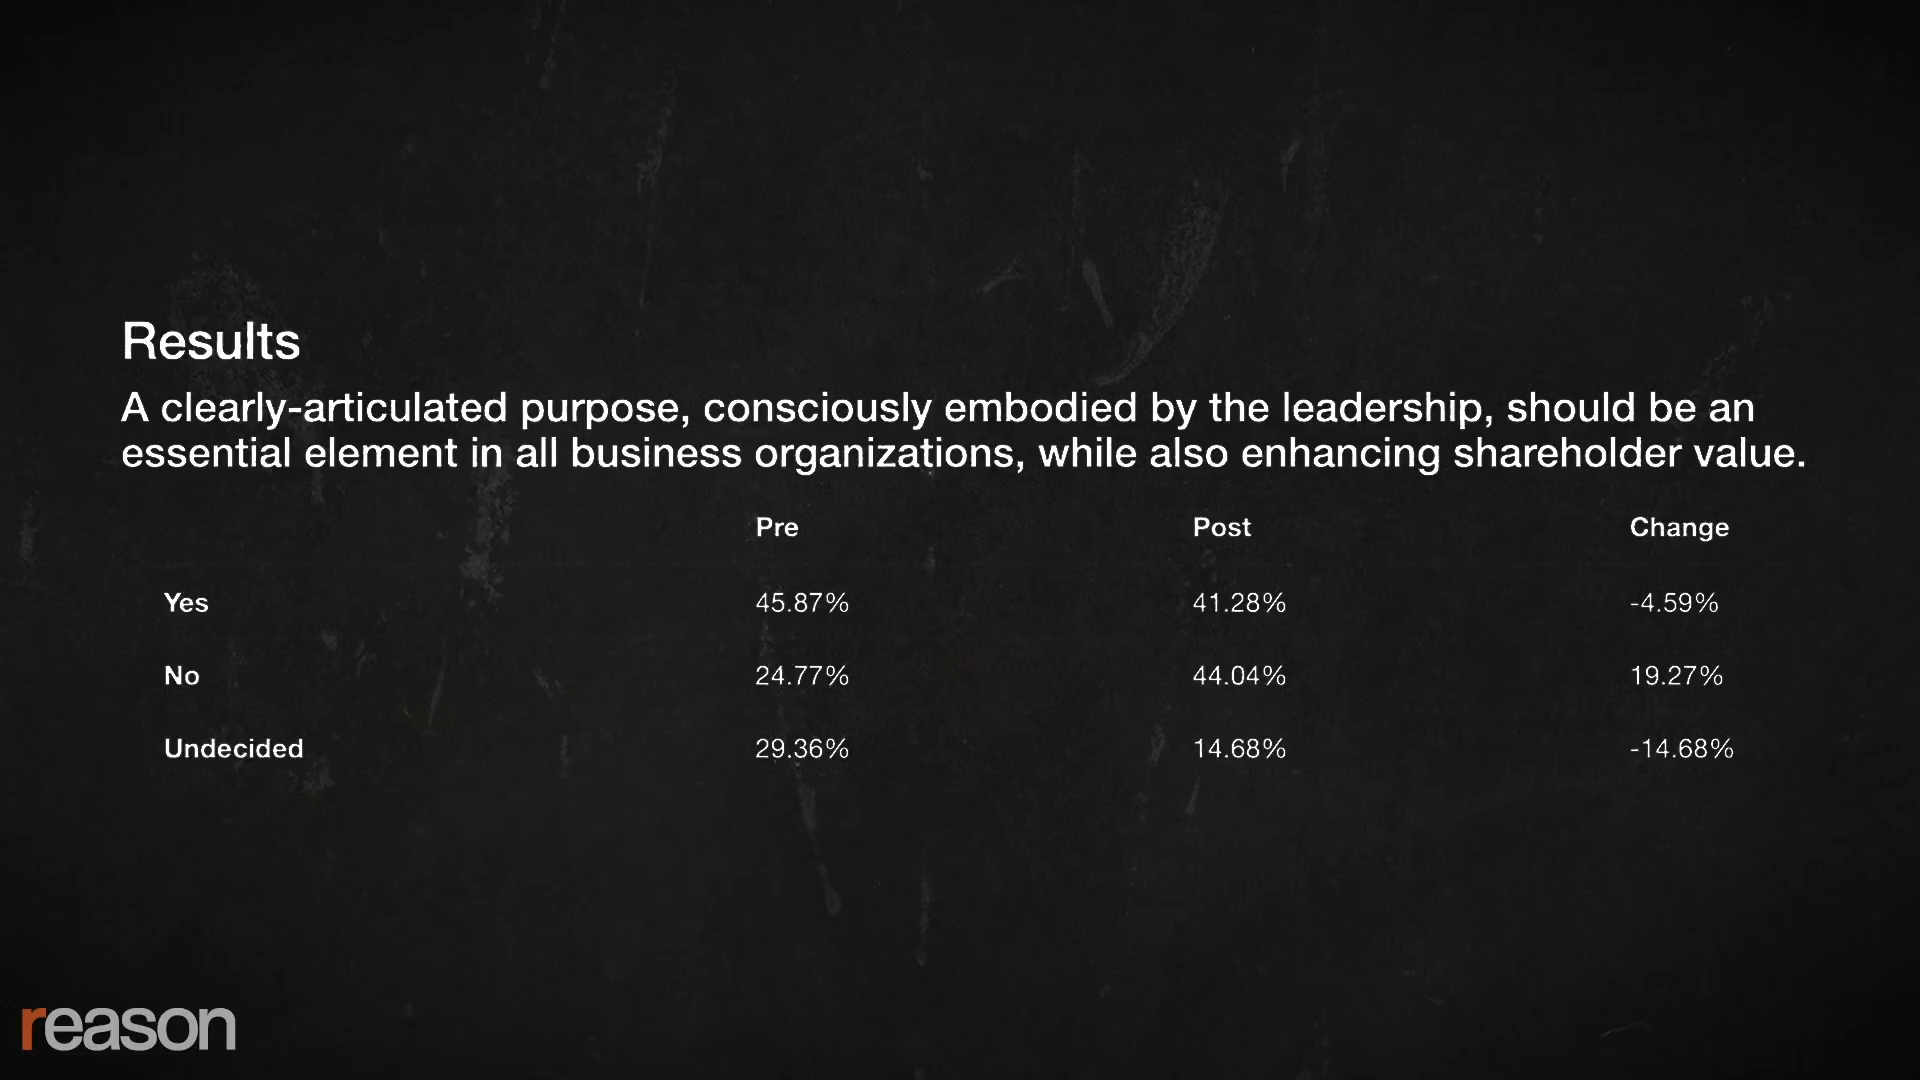 Results
A clearly-articulated purpose, consciously embodied by the leadership, should be an
essential element in all business organizations, while also enhancing shareholder value.
Pre Post Change
Yes 45.87% 41.28% -4.59%
No 24.77% 44.04% 19.27%
Undecided 29.36% 14.68% -14.68%
reason